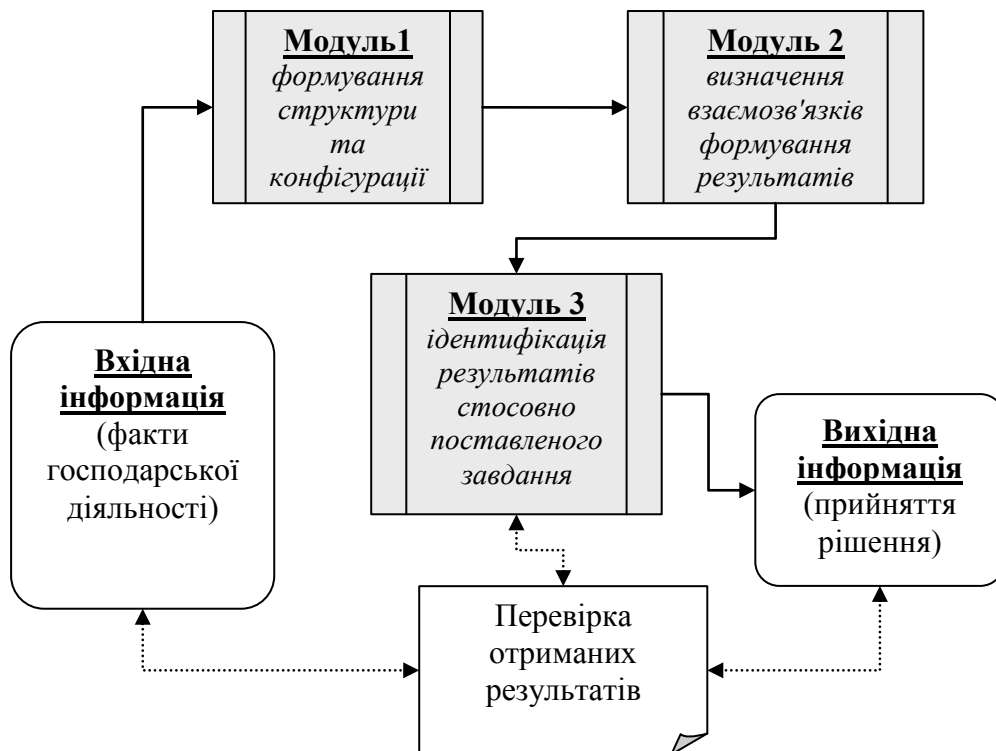 Модуль1
формування
структури
та
конфігурації
Модуль 2
визначення
взаємозв'язків
формування
результатів
Модуль 3
ідентифікація
результатів
стосовно
поставленого
завдання
Вхідна
інформація
(факти
господарської
діяльності)
Вихідна
інформація
(прийняття
рішення)
Перевірка
отриманих
результатів